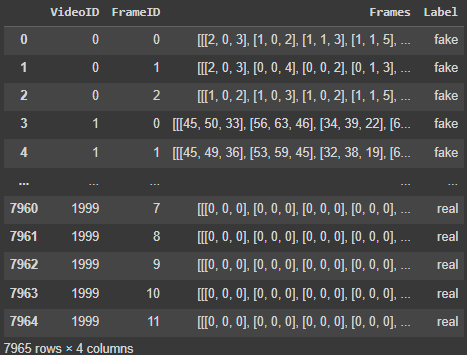 VideoID FrameID Frames Label
0 0 0 [[[2, 0, 3], [1, 0, 2], [1, 1, 3], [1, 1, 5], ... fake
1 0 1 [[[2, 0, 3], [0, 0, 4], [0, 0, 2], [0, 1, 3], ... fake
2 0 2 [[[1, 0, 2], [1, 0, 3], [1, 0, 2], [1, 1, 5], ... fake
3 1 0 [[[45, 50, 33], [56, 63, 46], [34, 39, 22], [6... fake
4 1 1 [[[45, 49, 36], [53, 59, 45], [32, 38, 19], [6... fake
... ... ... ... ...
7960 1999 7 [[[0, 0, 0], [0, 0, 0], [0, 0, 0], [0, 0, 0], ... real
7961 1999 8 [[[0, 0, 0], [0, 0, 0], [0, 0, 0], [0, 0, 0], ... real
7962 1999 9 [[[0, 0, 0], [0, 0, 0], [0, 0, 0], [0, 0, 0], ... real
7963 1999 10 [[[0, 0, 0], [0, 0, 0], [0, 0, 0], [0, 0, 0], ... real
7964 1999 11 [[[0, 0, 0], [0, 0, 0], [0, 0, 0], [0, 0, 0], ... real
7965 rows × 4 columns